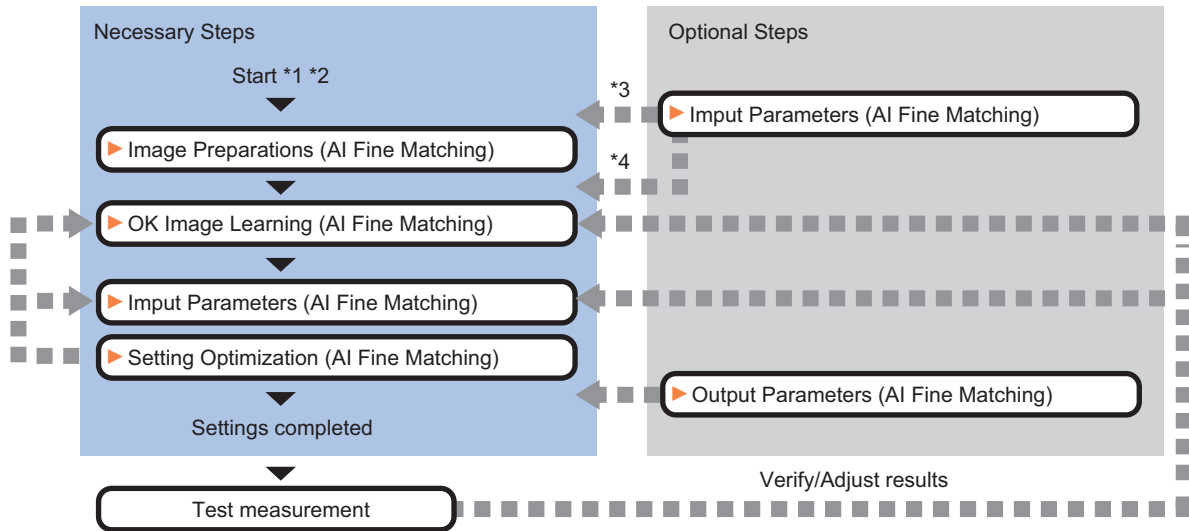 Necessary Steps
Start *1 *2
Image Preparations (AI Fine Matching)
OK Image Learning (AI Fine Matching)
Imput Parameters (AI Fine Matching)
Setting Optimization (AI Fine Matching)
Settings completed
Test measurement
Optional Steps
*3
Imput Parameters (AI Fine Matching)
*4
Output Parameters (AI Fine Matching)
Verify/Adjust results